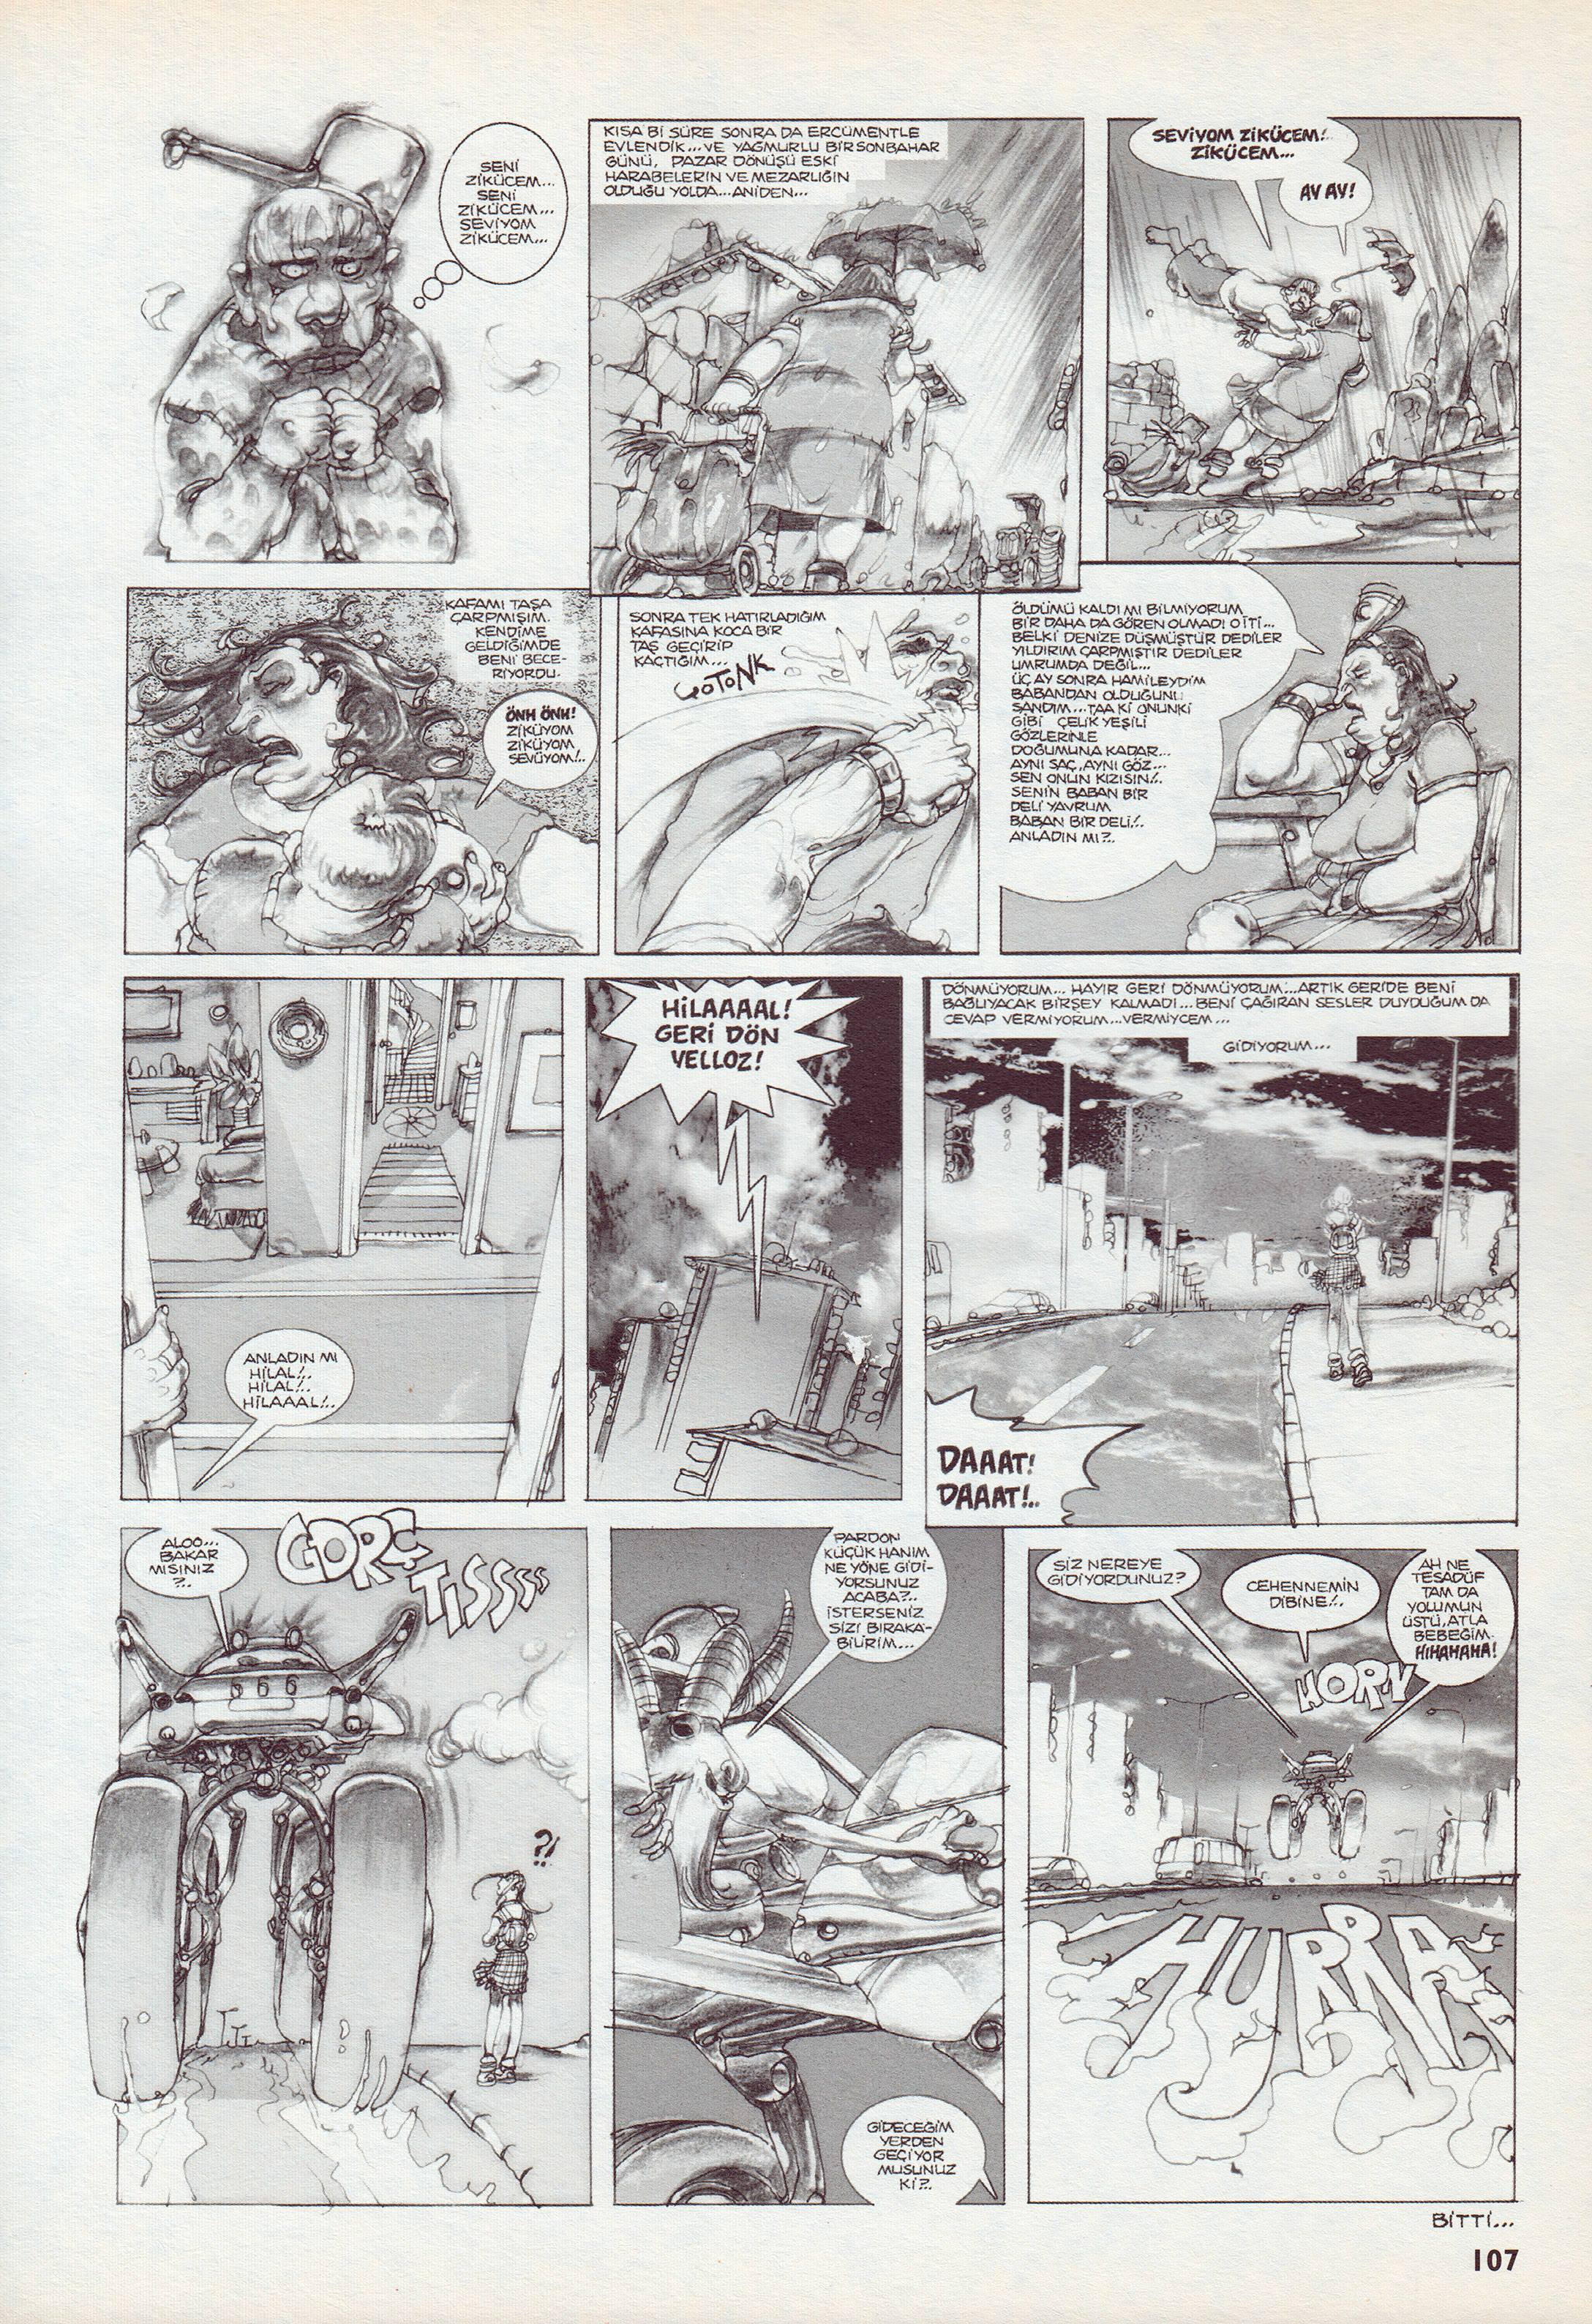 SENİ
ZİKÜCEM...
SENİ
ZİKÜCEM...
SEVİYOM
ZİKÜCEM...
KISA Bİ SÜRE SONRA DA ERCÜMENTLE
EVLENDİK...VE YAGMURLU BİR SONBAHAR
GÜNÜ, PAZAR DÖNÜŞÜ ESKİ
HARABELERİN VE MEZARLIĞIN
OLDUĞU YOLDA...ANİDEN...
SEVİYOM ZİKÜCEM!.
ZİKÜCEM...
AY AY!
KAFAMI TAŞA
ÇARPMIŞIM.
KENDİME
GELDİĞİMDE
BENİ BECE-
RİYORDU.
ÖNH ÖNH!
ZİKÜYOM
ZİKÜYOM
SEVÜYOM!..
SONRA TEK HATIRLADIĞIM
KAFASINA KOCA BİR
TAŞ GEÇİRİP
KAÇTIĞIM...
GOTONK
ÖLDÜMÜ KALDI MI BİLMİYORUM
BİR DAHA DA GÖREN OLMADI O İTİ...
BELKİ DENİZE DÜŞMÜŞTÜR DEDİLER
YILDIRIM ÇARPMIŞTIR DEDİLER
UMRUMDA DEĞİL...
ÜÇ AY SONRA HAMİLEYDİM
BABANDAN OLDUĞUNU
SANDIM...TAA Kİ ONUNKİ
GİBİ ÇELİK YEŞİLİ
GÖZLERİNLE
DOĞUMUNA KADAR...
AYNI SAÇ, AYNI GÖZ...
SEN ONUN KIZISIN!..
SENİN BABAN BİR
DELİ YAVRUM
BABAN BİR DELİ!..
ANLADIN MI?..
ANLADIN MI
HİLAL!..
HİLAL!..
HİLAAAL!..
HİLAAAAL!
GERİ DÖN
VELLOZ!
DÖNMÜYORUM... HAYIR GERİ DÖNMÜYORUM...ARTIK GERİDE BENİ
BAĞLIYACAK BİRŞEY KALMADI...BENİ ÇAĞIRAN SESLER DUYDUĞUM DA
CEVAP VERMİYORUM...VERMİYCEM...
GİDİYORUM...
DAAAT!
DAAAT!..
ALOO...
BAKAR
MISINIZ
?..
GORÇ
TISSSSS
666
?!
PARDON
KÜÇÜK HANIM
NE YÖNE GİDİ-
YORSUNUZ
ACABA?..
İSTERSENİZ
SİZİ BIRAKA-
BİLİRİM...
GİDECEĞİM
YERDEN
GEÇİYOR
MUSUNUZ
Kİ?..
SİZ NEREYE
GİDİYORDUNUZ?
CEHENNEMİN
DİBİNE!..
AH NE
TESADÜF
TAM DA
YOLUMUN
ÜSTÜ, ATLA
BEBEĞİM.
HIHAHAHA!
HORN
HURRA
BİTTİ...
107